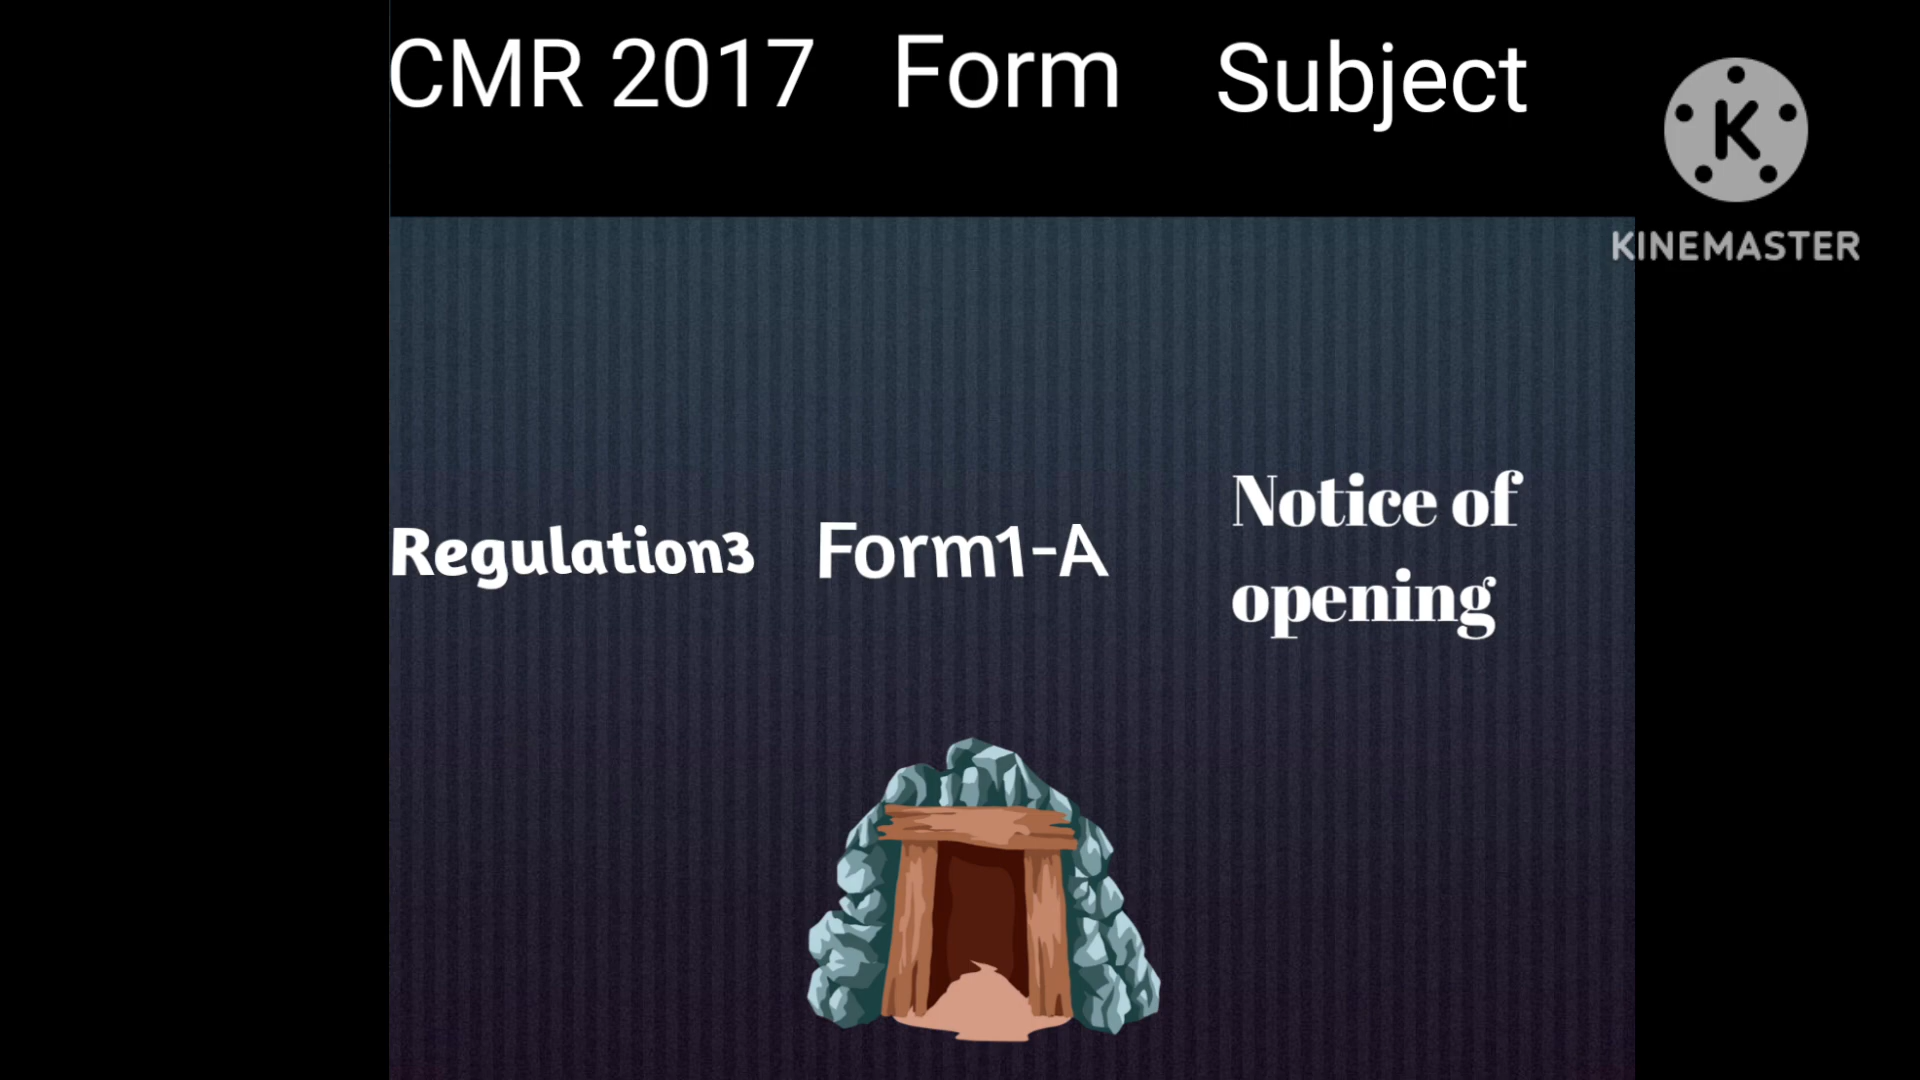 CMR 2017 Form Subject
K
KINEMASTER
Regulation3 Form1-A Notice of
opening